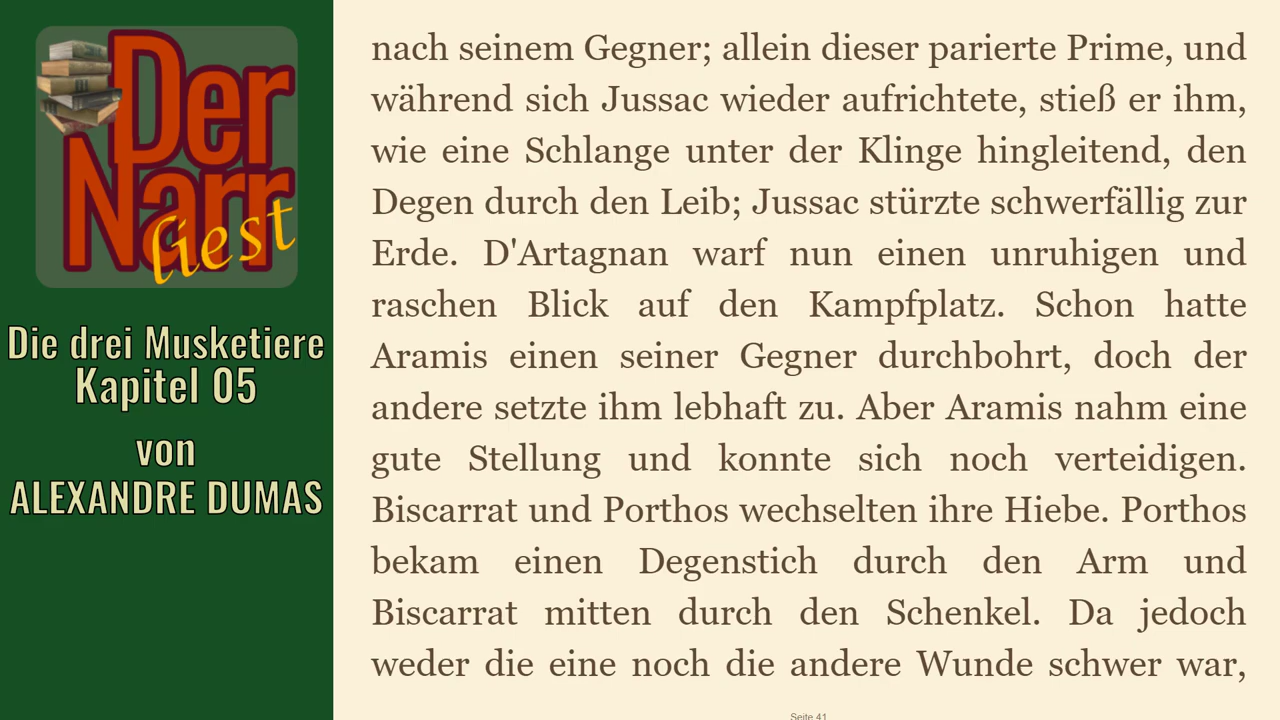 Der
Narr
liest
Die drei Musketiere
Kapitel 05
von
ALEXANDRE DUMAS
nach seinem Gegner; allein dieser parierte Prime, und
während sich Jussac wieder aufrichtete, stieß er ihm,
wie eine Schlange unter der Klinge hingleitend, den
Degen durch den Leib; Jussac stürzte schwerfällig zur
Erde. D'Artagnan warf nun einen unruhigen und
raschen Blick auf den Kampfplatz. Schon hatte
Aramis einen seiner Gegner durchbohrt, doch der
andere setzte ihm lebhaft zu. Aber Aramis nahm eine
gute Stellung und konnte sich noch verteidigen.
Biscarrat und Porthos wechselten ihre Hiebe. Porthos
bekam einen Degenstich durch den Arm und
Biscarrat mitten durch den Schenkel. Da jedoch
weder die eine noch die andere Wunde schwer war,
Seite 41